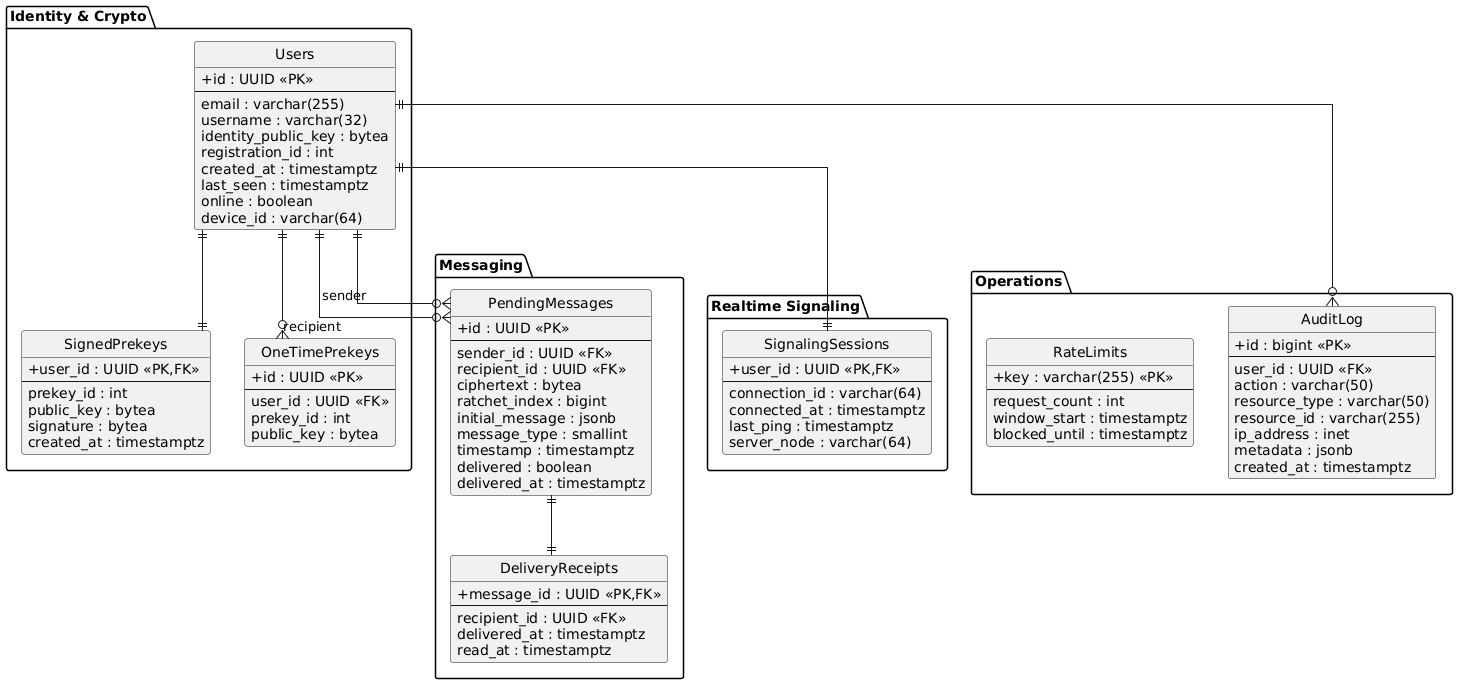 Identity & Crypto
Users
+id : UUID «PK»
email : varchar(255)
username : varchar(32)
identity_public_key : bytea
registration_id : int
created_at : timestamptz
last_seen : timestamptz
online : boolean
device_id : varchar(64)
SignedPrekeys
+user_id : UUID «PK,FK»
prekey_id : int
public_key : bytea
signature : bytea
created_at : timestamptz
OneTimePrekeys
+id : UUID «PK»
user_id : UUID «FK»
prekey_id : int
public_key : bytea
sender
recipient
Messaging
PendingMessages
+id : UUID «PK»
sender_id : UUID «FK»
recipient_id : UUID «FK»
ciphertext : bytea
ratchet_index : bigint
initial_message : jsonb
message_type : smallint
timestamp : timestamptz
delivered : boolean
delivered_at : timestamptz
DeliveryReceipts
+message_id : UUID «PK,FK»
recipient_id : UUID «FK»
delivered_at : timestamptz
read_at : timestamptz
Realtime Signaling
SignalingSessions
+user_id : UUID «PK,FK»
connection_id : varchar(64)
connected_at : timestamptz
last_ping : timestamptz
server_node : varchar(64)
Operations
RateLimits
+key : varchar(255) «PK»
request_count : int
window_start : timestamptz
blocked_until : timestamptz
AuditLog
+id : bigint «PK»
user_id : UUID «FK»
action : varchar(50)
resource_type : varchar(50)
resource_id : varchar(255)
ip_address : inet
metadata : jsonb
created_at : timestamptz